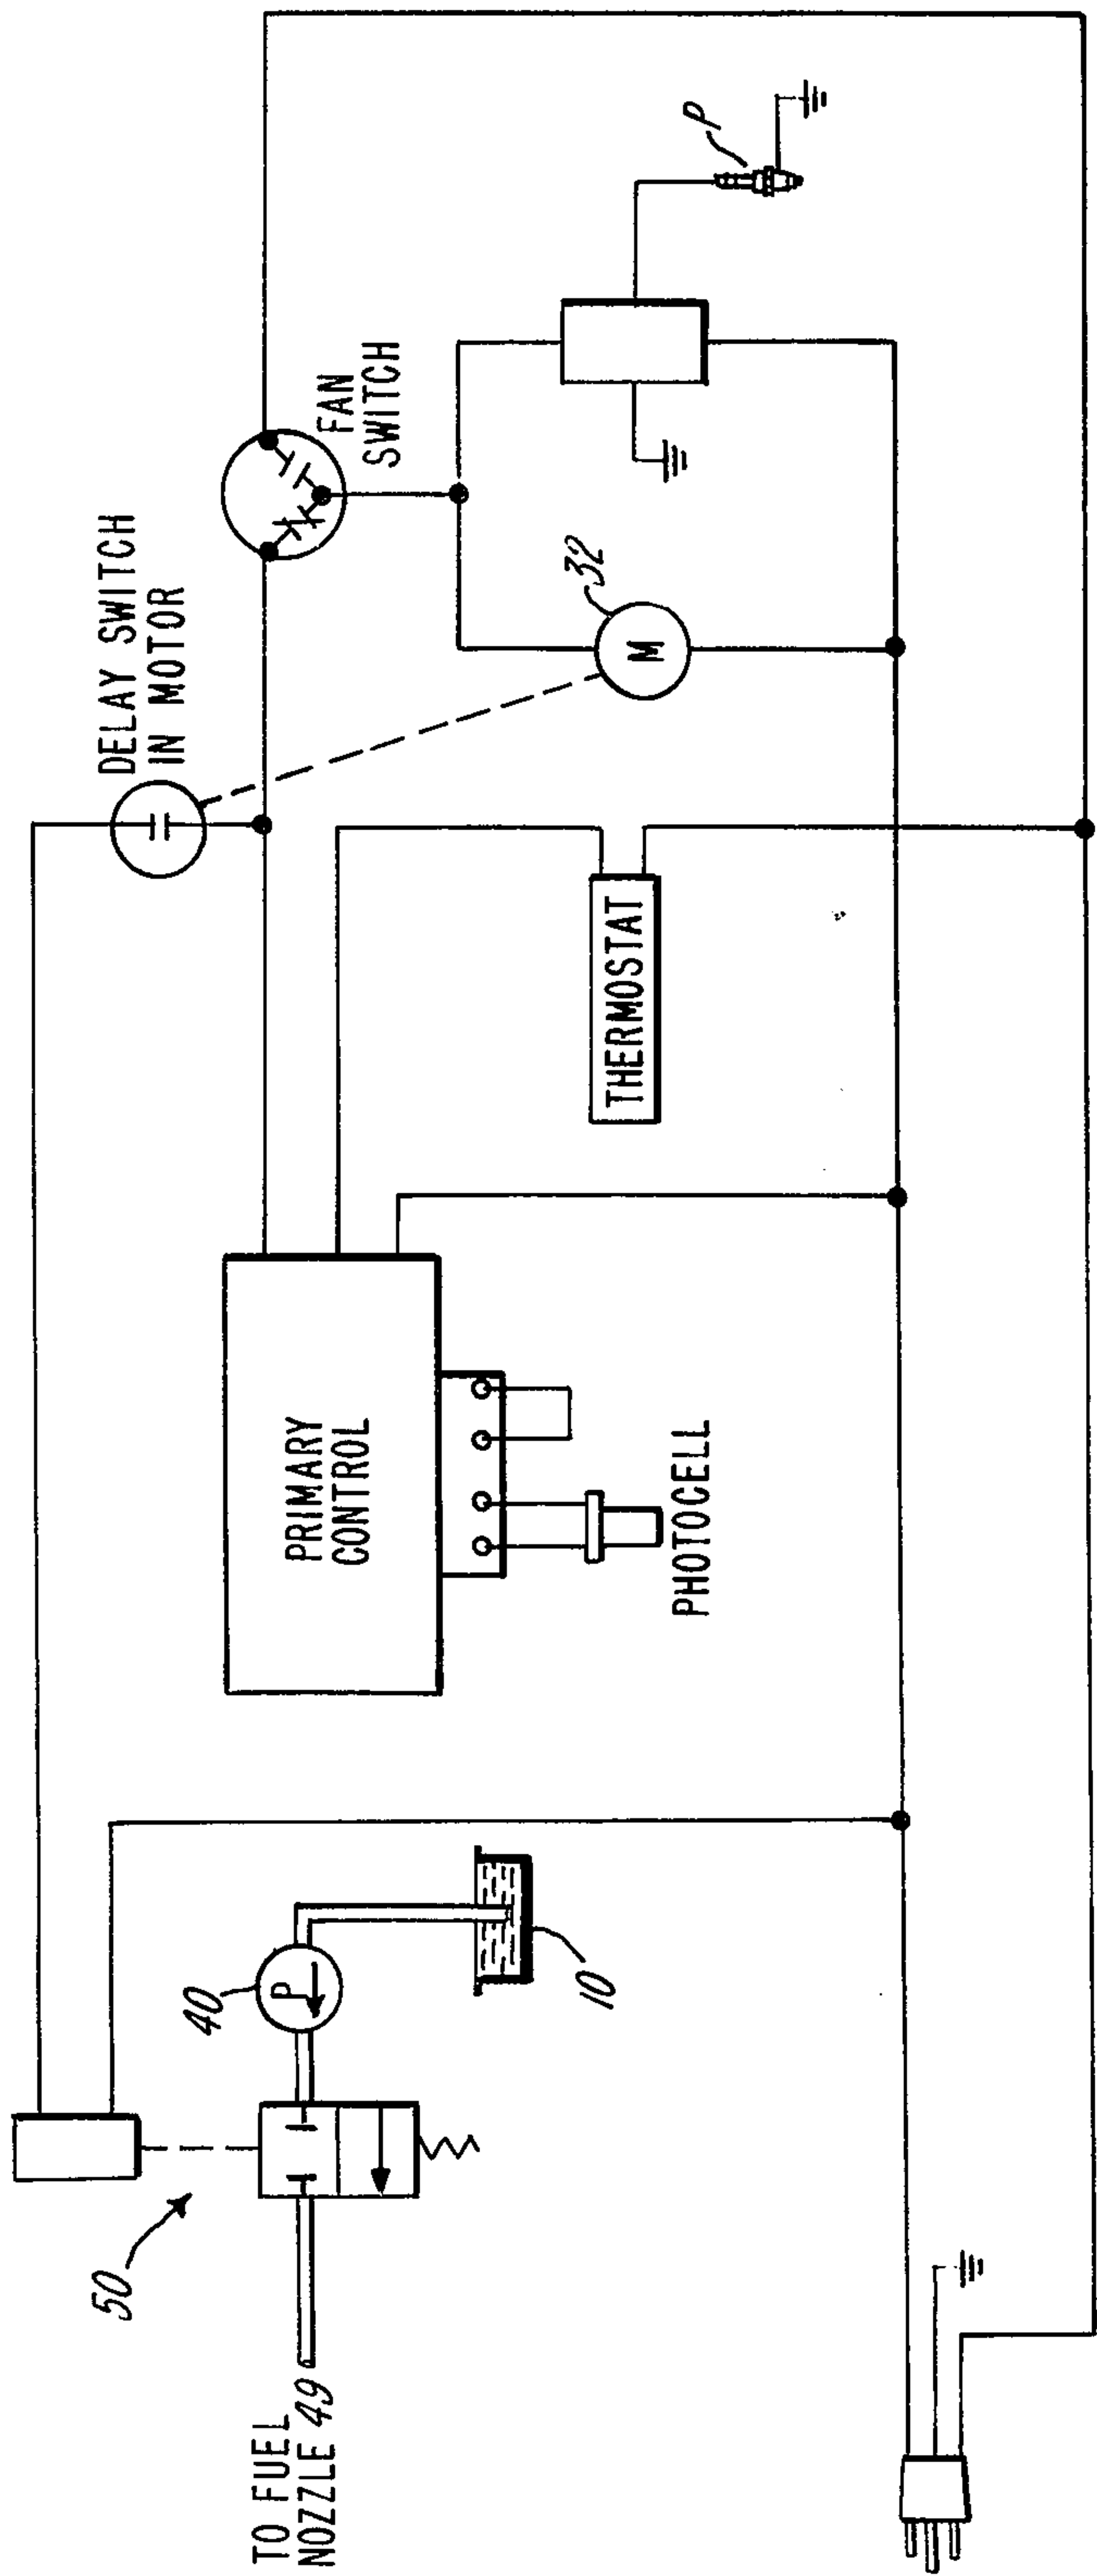 DELAY SWITCH
IN MOTOR
FAN
SWITCH
P
32
M
THERMOSTAT
PRIMARY
CONTROL
PHOTOCELL
40
P
10
50
TO FUEL
NOZZLE 49